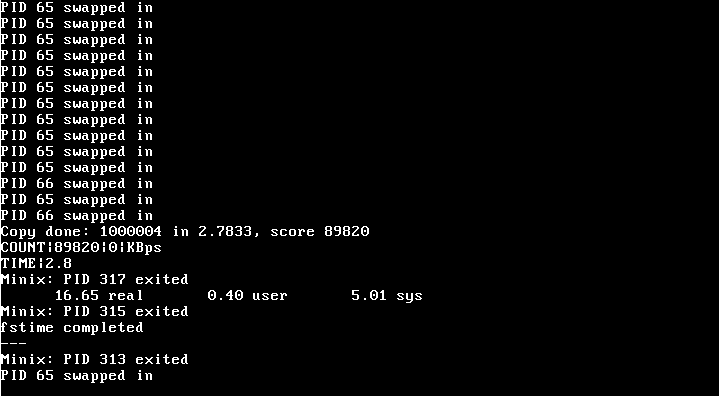 PID 65 swapped in
PID 65 swapped in
PID 65 swapped in
PID 65 swapped in
PID 65 swapped in
PID 65 swapped in
PID 65 swapped in
PID 65 swapped in
PID 65 swapped in
PID 65 swapped in
PID 65 swapped in
PID 66 swapped in
PID 65 swapped in
PID 66 swapped in
Copy done: 1000004 in 2.7833, score 89820
COUNT|89820|0|KBps
TIME|2.8
Minix: PID 317 exited
16.65 real 0.40 user 5.01 sys
Minix: PID 315 exited
fstime completed
---
Minix: PID 313 exited
PID 65 swapped in